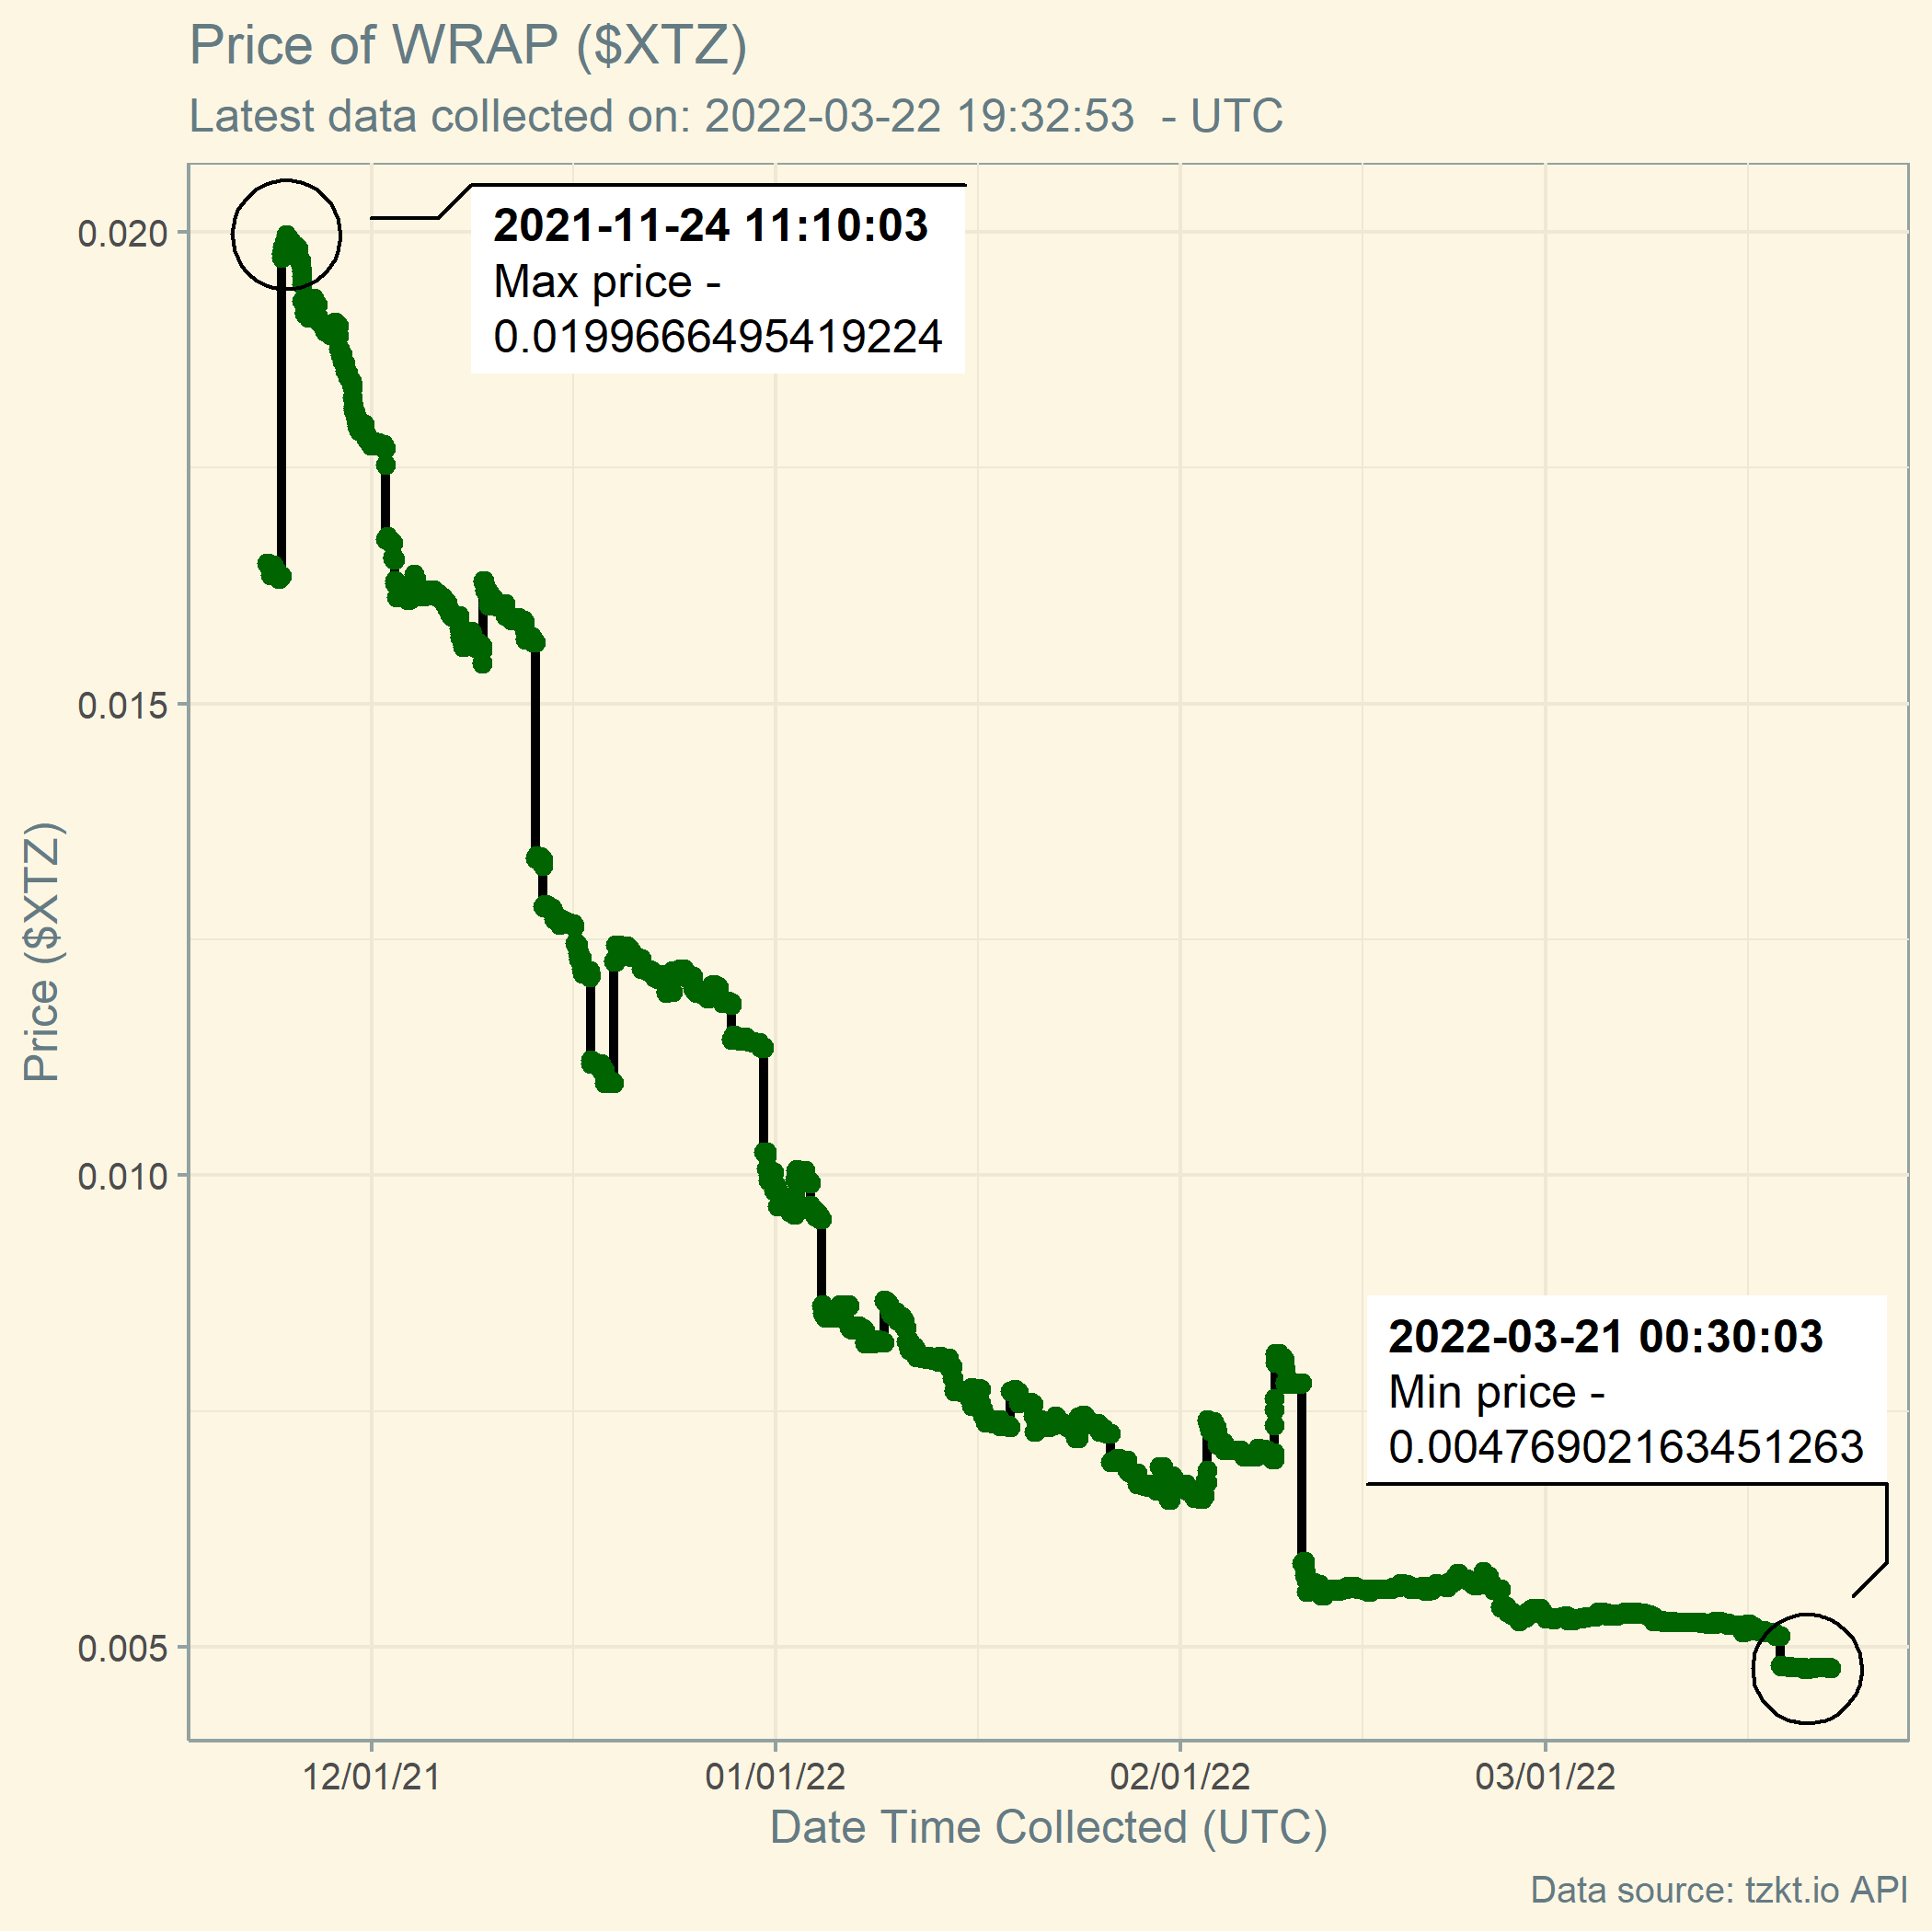 Price of WRAP ($XTZ)
Latest data collected on: 2022-03-22 19:32:53  - UTC
2021-11-24 11:10:03
Max price -
0.0199666495419224
0.020
0.015
0.010
0.005
Price ($XTZ)
2022-03-21 00:30:03
Min price -
0.00476902163451263
12/01/21
01/01/22
02/01/22
03/01/22
Date Time Collected (UTC)
Data source: tzkt.io API